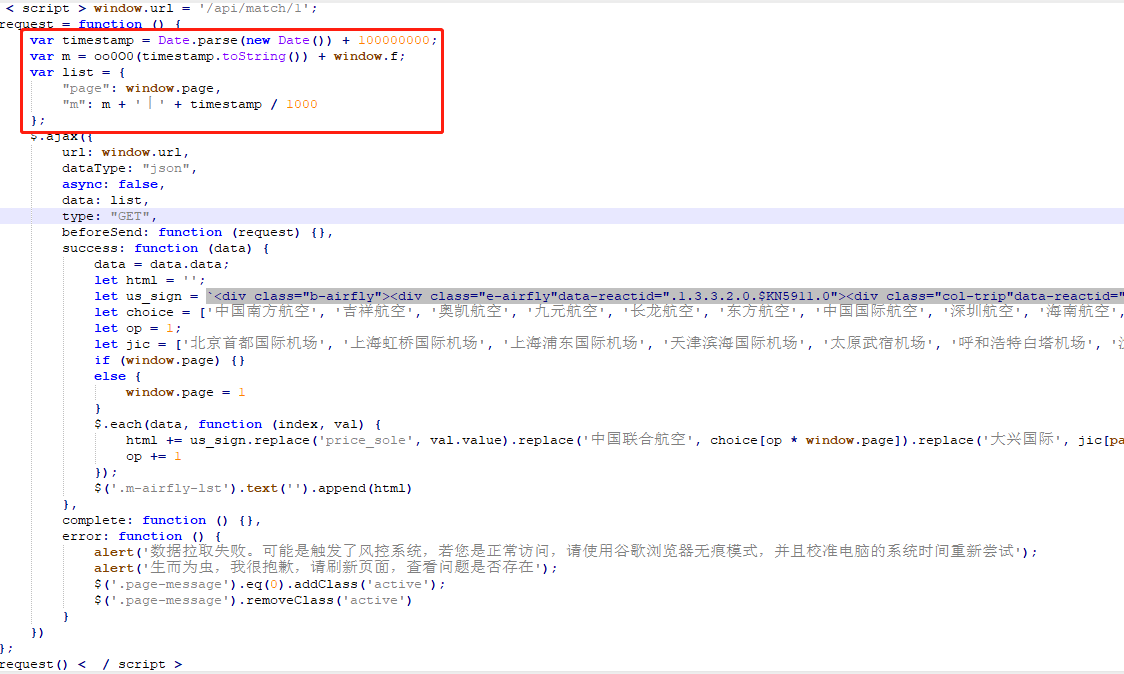 < script > window.url = '/api/match/1';
request = function () {
var timestamp = Date.parse(new Date()) + 100000000;
var m = oo0O0(timestamp.toString()) + window.f;
var list = {
"page": window.page,
"m": m + '丨' + timestamp / 1000
};
$.ajax({
url: window.url,
dataType: "json",
async: false,
data: list,
type: "GET",
beforeSend: function (request) {},
success: function (data) {
data = data.data;
let html = '';
let us_sign = `<div class="b-airfly"><div class="e-airfly"data-reactid=".1.3.3.2.0.$KN5911.0"><div class="col-trip"data-reactid="
let choice = ['中国南方航空', '吉祥航空', '奥凯航空', '九元航空', '长龙航空', '东方航空', '中国国际航空', '深圳航空', '海南航空',
let op = 1;
let jic = ['北京首都国际机场', '上海虹桥国际机场', '上海浦东国际机场', '天津滨海国际机场', '太原武宿机场', '呼和浩特白塔机场', '
if (window.page) {}
else {
window.page = 1
}
$.each(data, function (index, val) {
html += us_sign.replace('price_sole', val.value).replace('中国联合航空', choice[op * window.page]).replace('大兴国际', jic[pa
op += 1
});
$('.m-airfly-lst').text('').append(html)
},
complete: function () {},
error: function () {
alert('数据拉取失败。可能是触发了风控系统，若您是正常访问，请使用谷歌浏览器无痕模式，并且校准电脑的系统时间重新尝试');
alert('生而为虫，我很抱歉，请刷新页面，查看问题是否存在');
$('.page-message').eq(0).addClass('active');
$('.page-message').removeClass('active')
}
})
};
request() < / script >